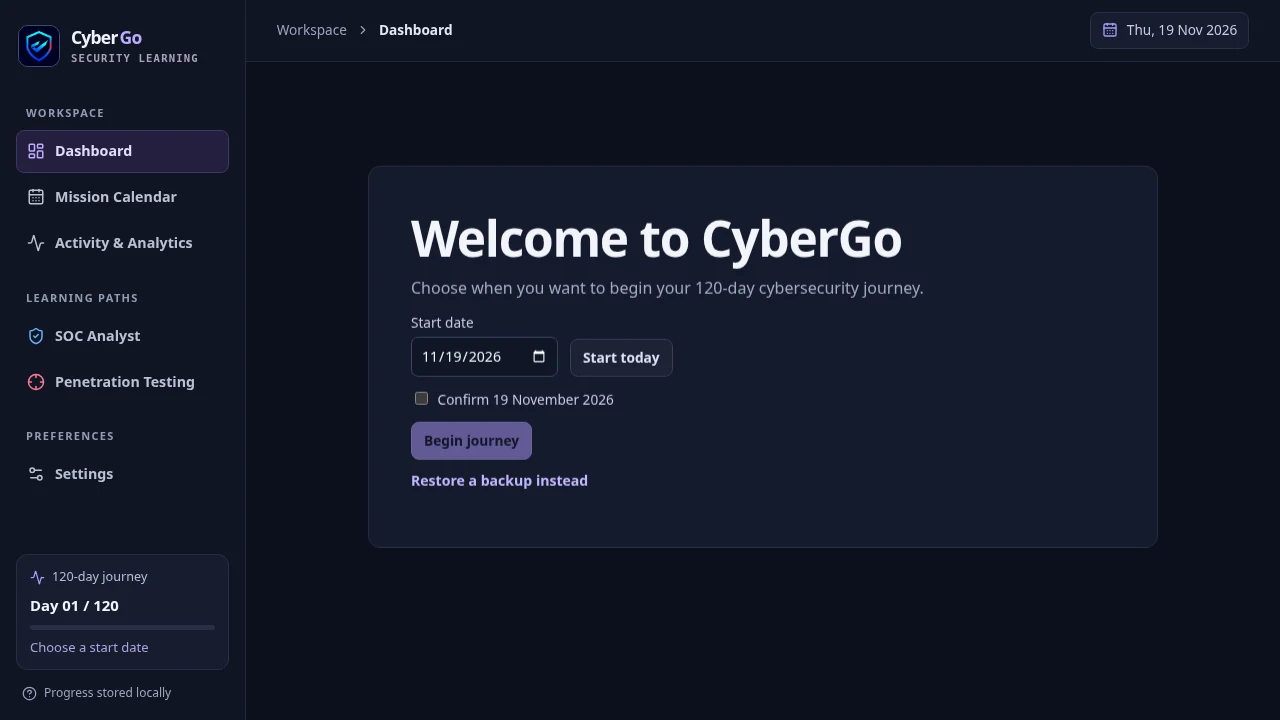 CyberGo
SECURITY LEARNING
WORKSPACE
Dashboard
Mission Calendar
Activity & Analytics
LEARNING PATHS
SOC Analyst
Penetration Testing
PREFERENCES
Settings
120-day journey
Day 01 / 120
Choose a start date
Progress stored locally
Workspace > Dashboard
Thu, 19 Nov 2026
Welcome to CyberGo
Choose when you want to begin your 120-day cybersecurity journey.
Start date
11/19/2026
Start today
Confirm 19 November 2026
Begin journey
Restore a backup instead